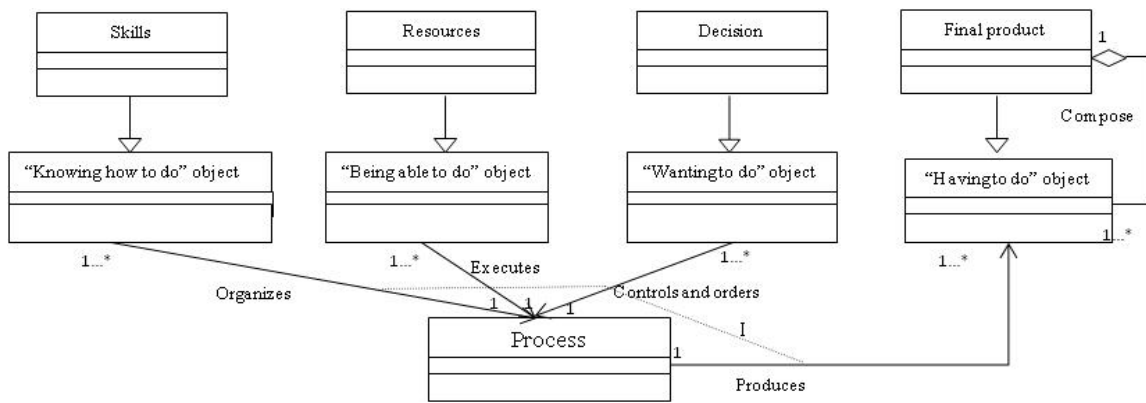 Skills
Resources
Decision
Final product
1
Compose
“Knowing how to do” object
“Being able to do” object
“Wantingto do” object
“Havingto do” object
1...*
1...*
1...*
1...*
1...*
Executes
Organizes
Controls and orders
1
1
1
Process
I
1
Produces